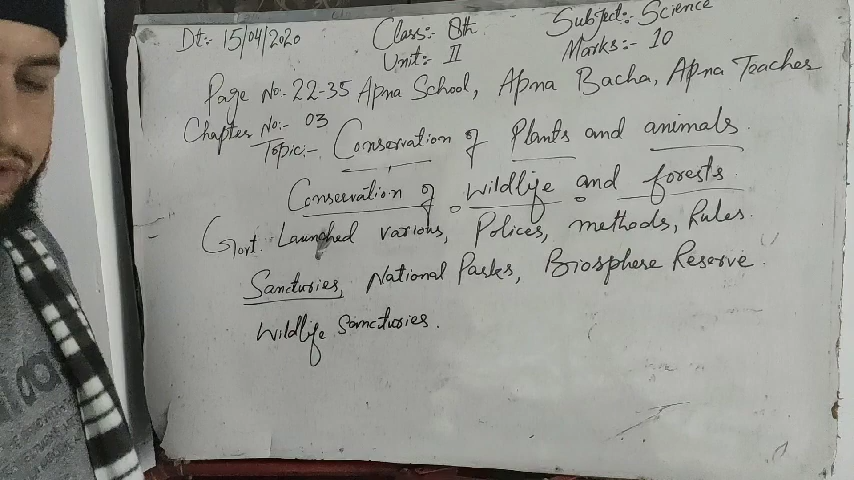 Dt:- 15/04/2020 Class:- 8th Subject:- Science
Unit:- II Marks:- 10
Page No:- 22-35 Apna School, Apna Bacha, Apna Teacher
Chapter No:- 03
Topic:- Conservation of Plants and animals
Conservation of wildlife and forests
Govt. Launched various, Polices, methods, Rules.
Sancturies, National Parks, Biosphere Reserve.
Wildlife Sancturies.